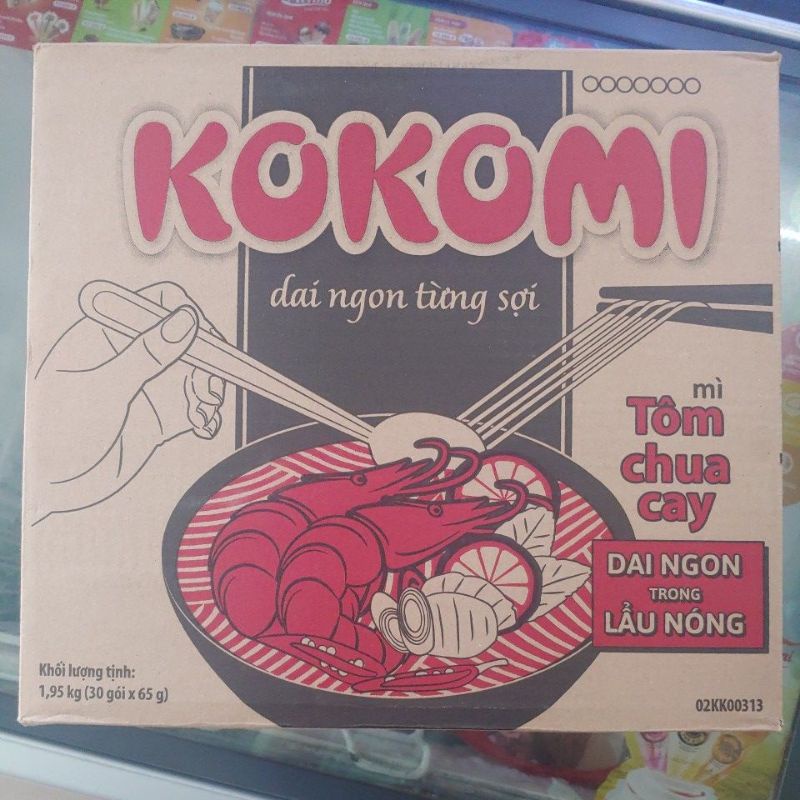 KOKOMI
dai ngon từng sợi
mì
Tôm
chua
cay
DAI NGON
TRONG
LẨU NÓNG
Khối lượng tịnh:
1,95 kg (30 gói x 65 g)
02KK00313